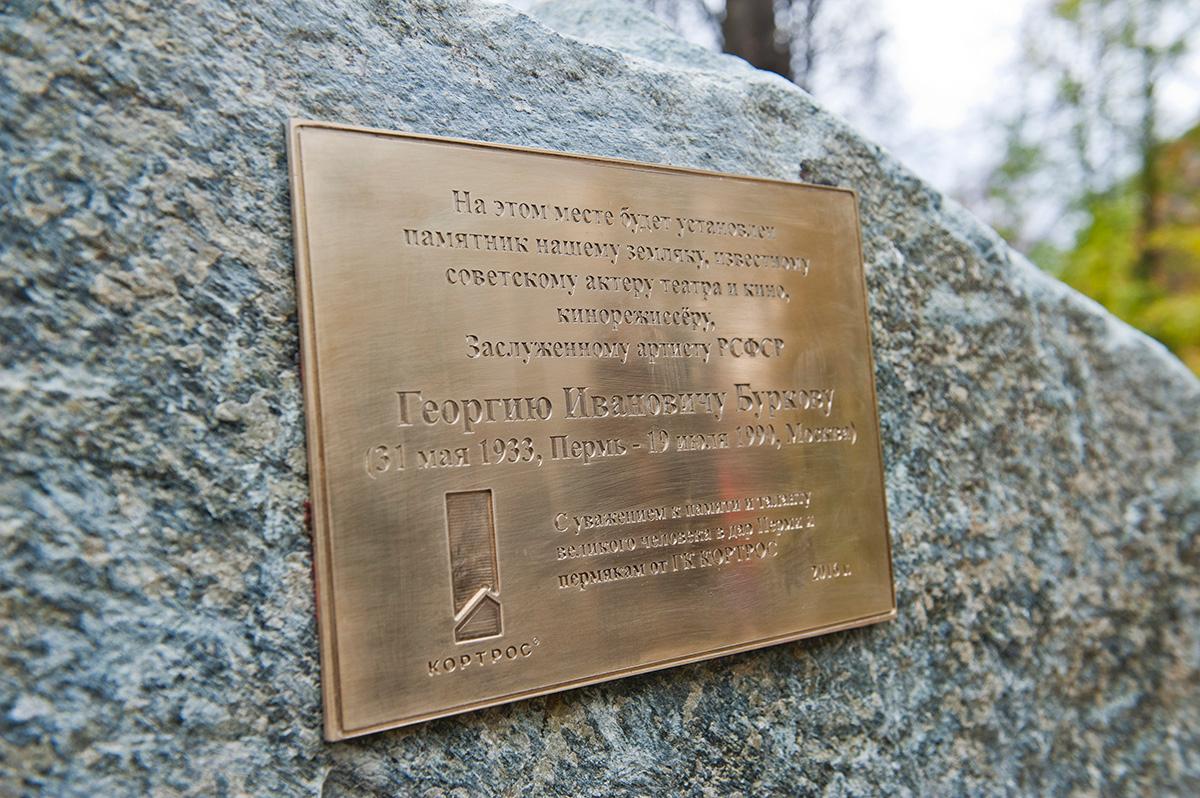 На этом месте будет установлен
памятник нашему земляку, известному
советскому актеру театра и кино,
кинорежиссёру,
Заслуженному артисту РСФСР
Георгию Ивановичу Буркову
(31 мая 1933, Пермь - 19 июля 1990, Москва)
С уважением к памяти и таланту
великого человека в дар Перми и
пермякам от ГК КОРТРОС
2016 г.
КОРТРОС®